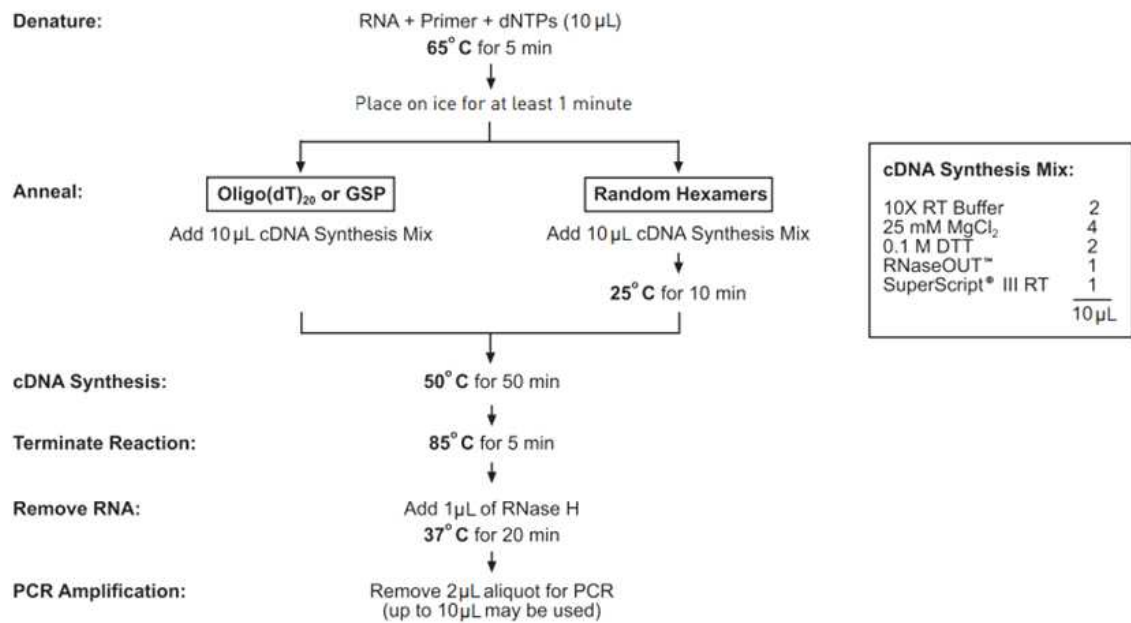 Denature:
RNA + Primer + dNTPs (10 µL)
65°C for 5 min
Place on ice for at least 1 minute
Anneal:
Oligo(dT)₂₀ or GSP
Random Hexamers
Add 10 µL cDNA Synthesis Mix
Add 10 µL cDNA Synthesis Mix
25°C for 10 min
cDNA Synthesis Mix:
10X RT Buffer 2
25 mM MgCl₂ 4
0.1 M DTT 2
RNaseOUT™ 1
SuperScript® III RT 1
10 µL
cDNA Synthesis:
50°C for 50 min
Terminate Reaction:
85°C for 5 min
Remove RNA:
Add 1µL of RNase H
37°C for 20 min
PCR Amplification:
Remove 2µL aliquot for PCR
(up to 10µL may be used)